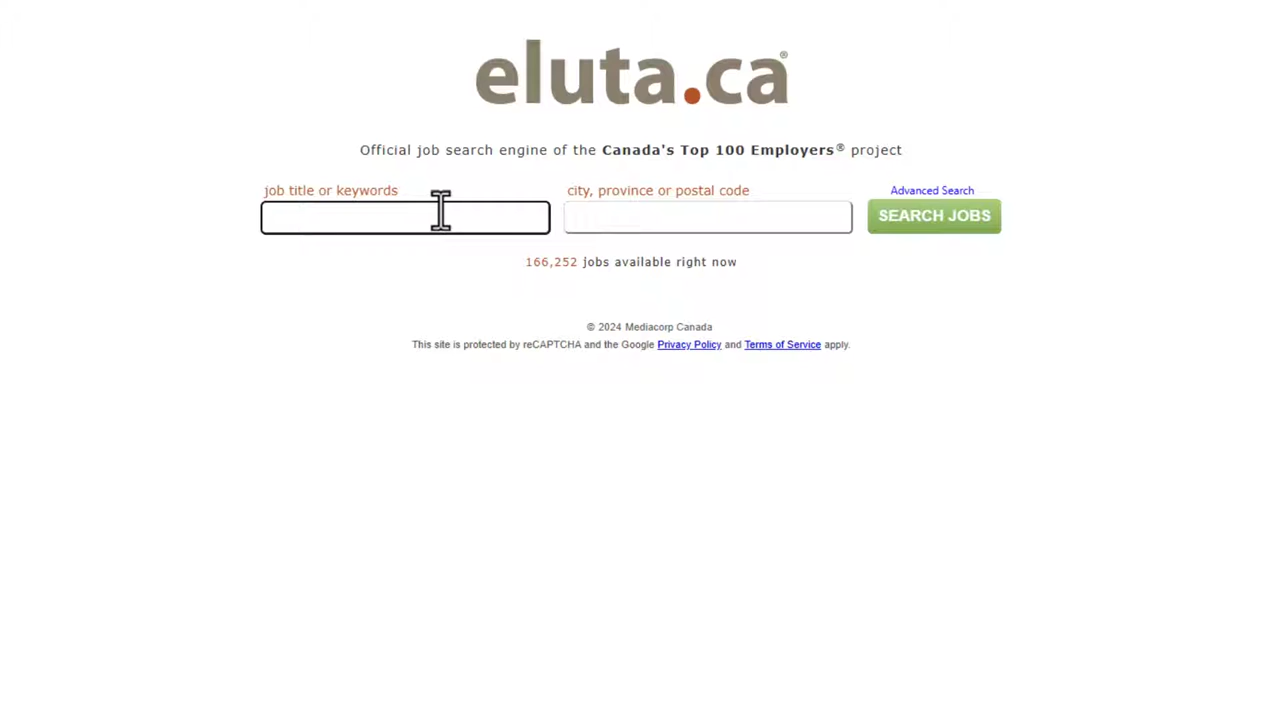 eluta.ca®
Official job search engine of the Canada's Top 100 Employers® project
job title or keywords
city, province or postal code
Advanced Search
SEARCH JOBS
166,252 jobs available right now
© 2024 Mediacorp Canada
This site is protected by reCAPTCHA and the Google Privacy Policy and Terms of Service apply.